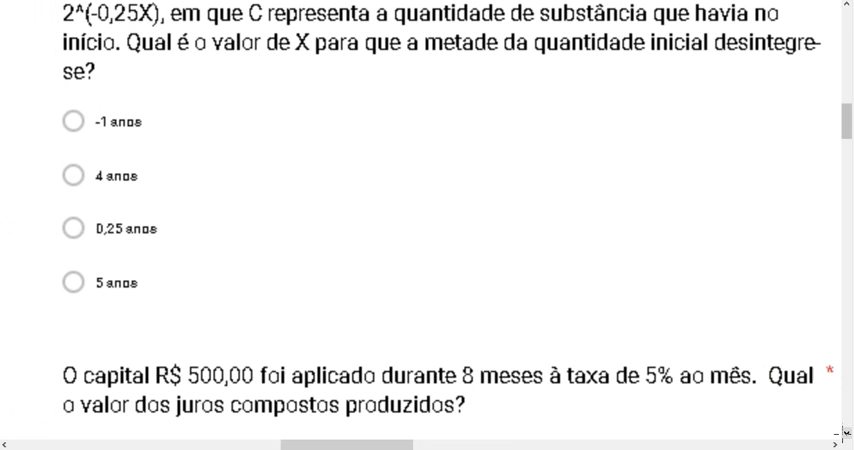 2^(-0,25X), em que C representa a quantidade de substância que havia no
início. Qual é o valor de X para que a metade da quantidade inicial desintegre-
se?
-1 anos
4 anos
0,25 anos
5 anos
O capital R$ 500,00 foi aplicado durante 8 meses à taxa de 5% ao mês. Qual *
o valor dos juros compostos produzidos?